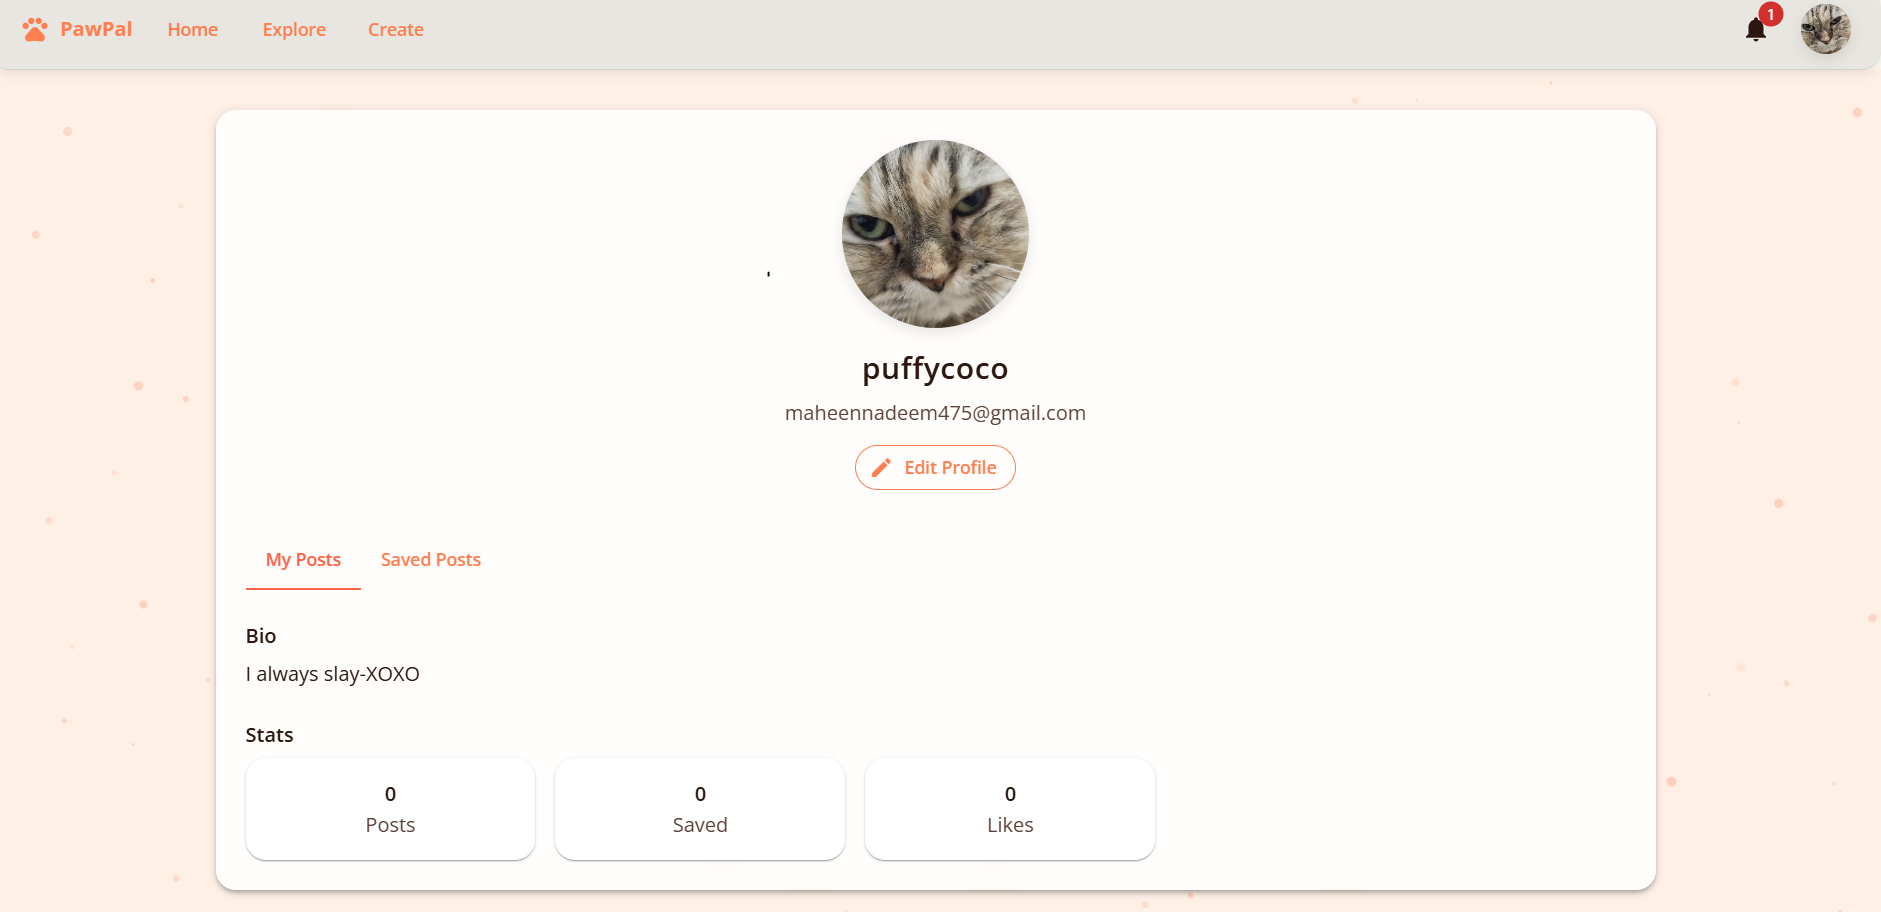 PawPal Home Explore Create 1
puffycoco
maheennadeem475@gmail.com
Edit Profile
My Posts Saved Posts
Bio
I always slay-XOXO
Stats
0 0 0
Posts Saved Likes